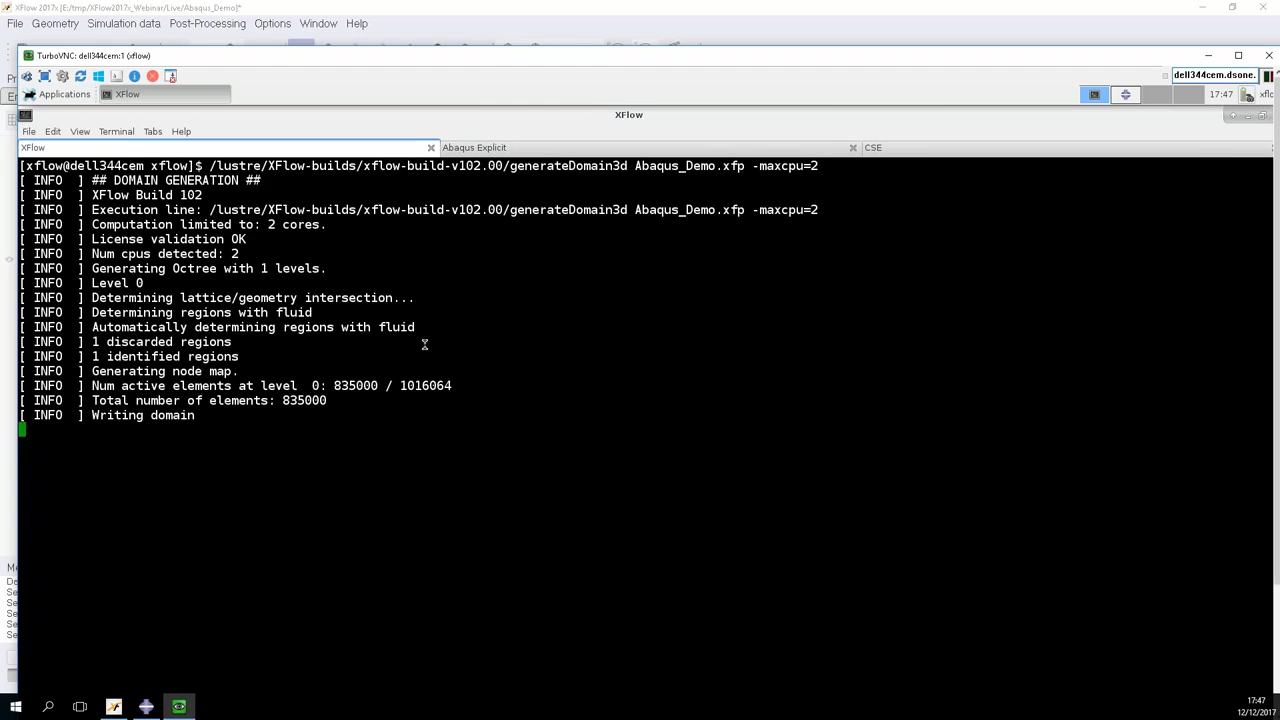 XFlow 2017x [E:/tmp/XFlow2017x_Webinar/Live/Abaqus_Demo]*
File Geometry Simulation data Post-Processing Options Window Help
TurboVNC: dell344cem:1 (xflow)
dell344cem.dsone.
Applications XFlow 17:47 xflc
XFlow
File Edit View Terminal Tabs Help
XFlow Abaqus Explicit CSE
[xflow@dell344cem xflow]$ /lustre/XFlow-builds/xflow-build-v102.00/generateDomain3d Abaqus_Demo.xfp -maxcpu=2
[ INFO ] ## DOMAIN GENERATION ##
[ INFO ] XFlow Build 102
[ INFO ] Execution line: /lustre/XFlow-builds/xflow-build-v102.00/generateDomain3d Abaqus_Demo.xfp -maxcpu=2
[ INFO ] Computation limited to: 2 cores.
[ INFO ] License validation OK
[ INFO ] Num cpus detected: 2
[ INFO ] Generating Octree with 1 levels.
[ INFO ] Level 0
[ INFO ] Determining lattice/geometry intersection...
[ INFO ] Determining regions with fluid
[ INFO ] Automatically determining regions with fluid
[ INFO ] 1 discarded regions
[ INFO ] 1 identified regions
[ INFO ] Generating node map.
[ INFO ] Num active elements at level 0: 835000 / 1016064
[ INFO ] Total number of elements: 835000
[ INFO ] Writing domain
Me
De
Se
Se
Se
Se
17:47
12/12/2017